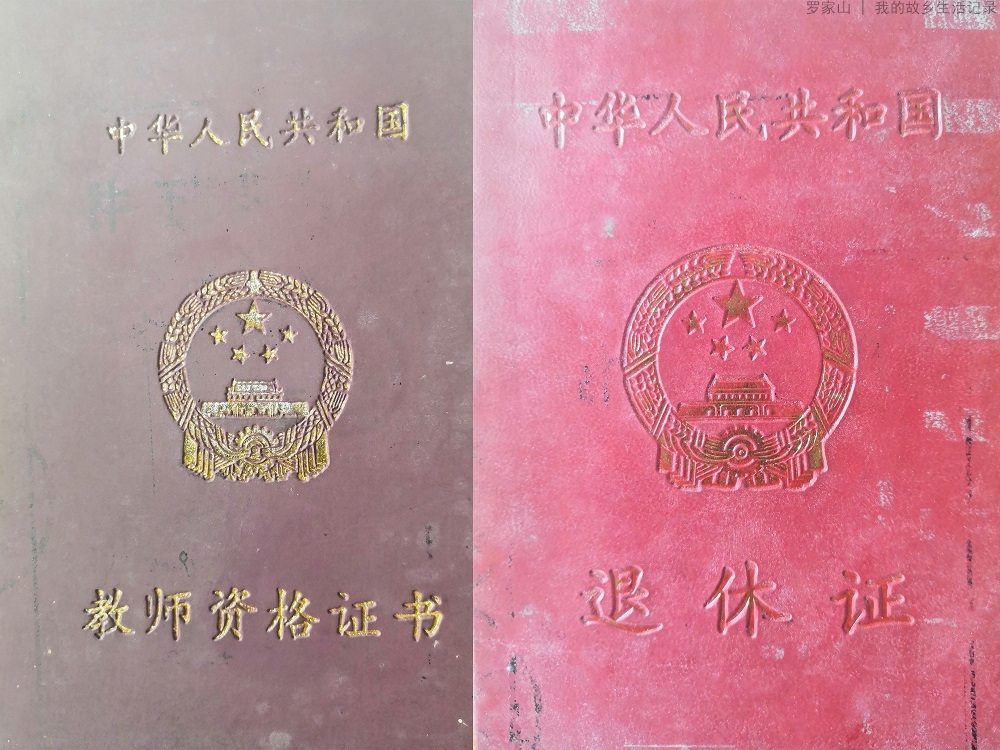 罗家山 | 我的故乡生活记录
中华人民共和国
教师资格证书
中华人民共和国
退休证